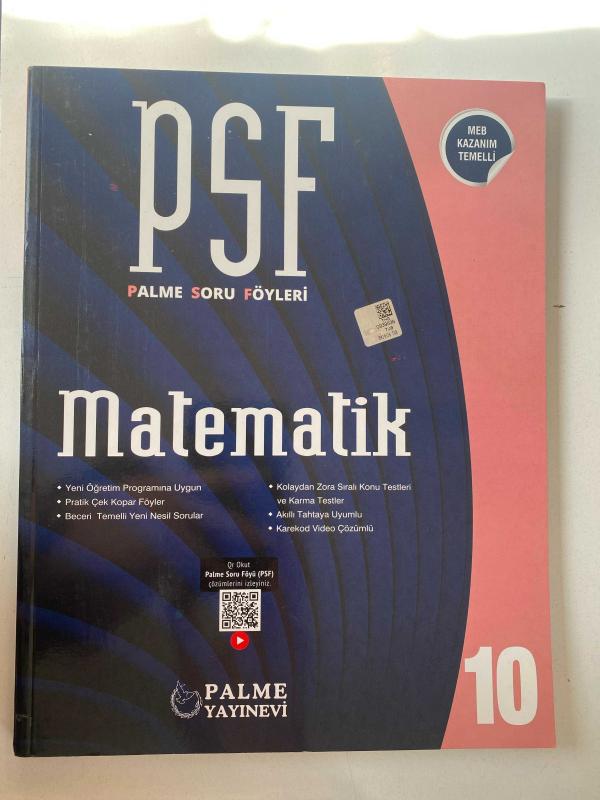 PSF
PALME SORU FÖYLERİ
MEB
KAZANIM
TEMELLİ
Matematik
• Yeni Öğretim Programına Uygun
• Pratik Çek Kopar Föyler
• Beceri Temelli Yeni Nesil Sorular
• Kolaydan Zora Sıralı Konu Testleri
ve Karma Testler
• Akıllı Tahtaya Uyumlu
• Karekod Video Çözümlü
Qr Okut
Palme Soru Föyü (PSF)
çözümlerini izleyiniz.
PALME
YAYINEVİ
10